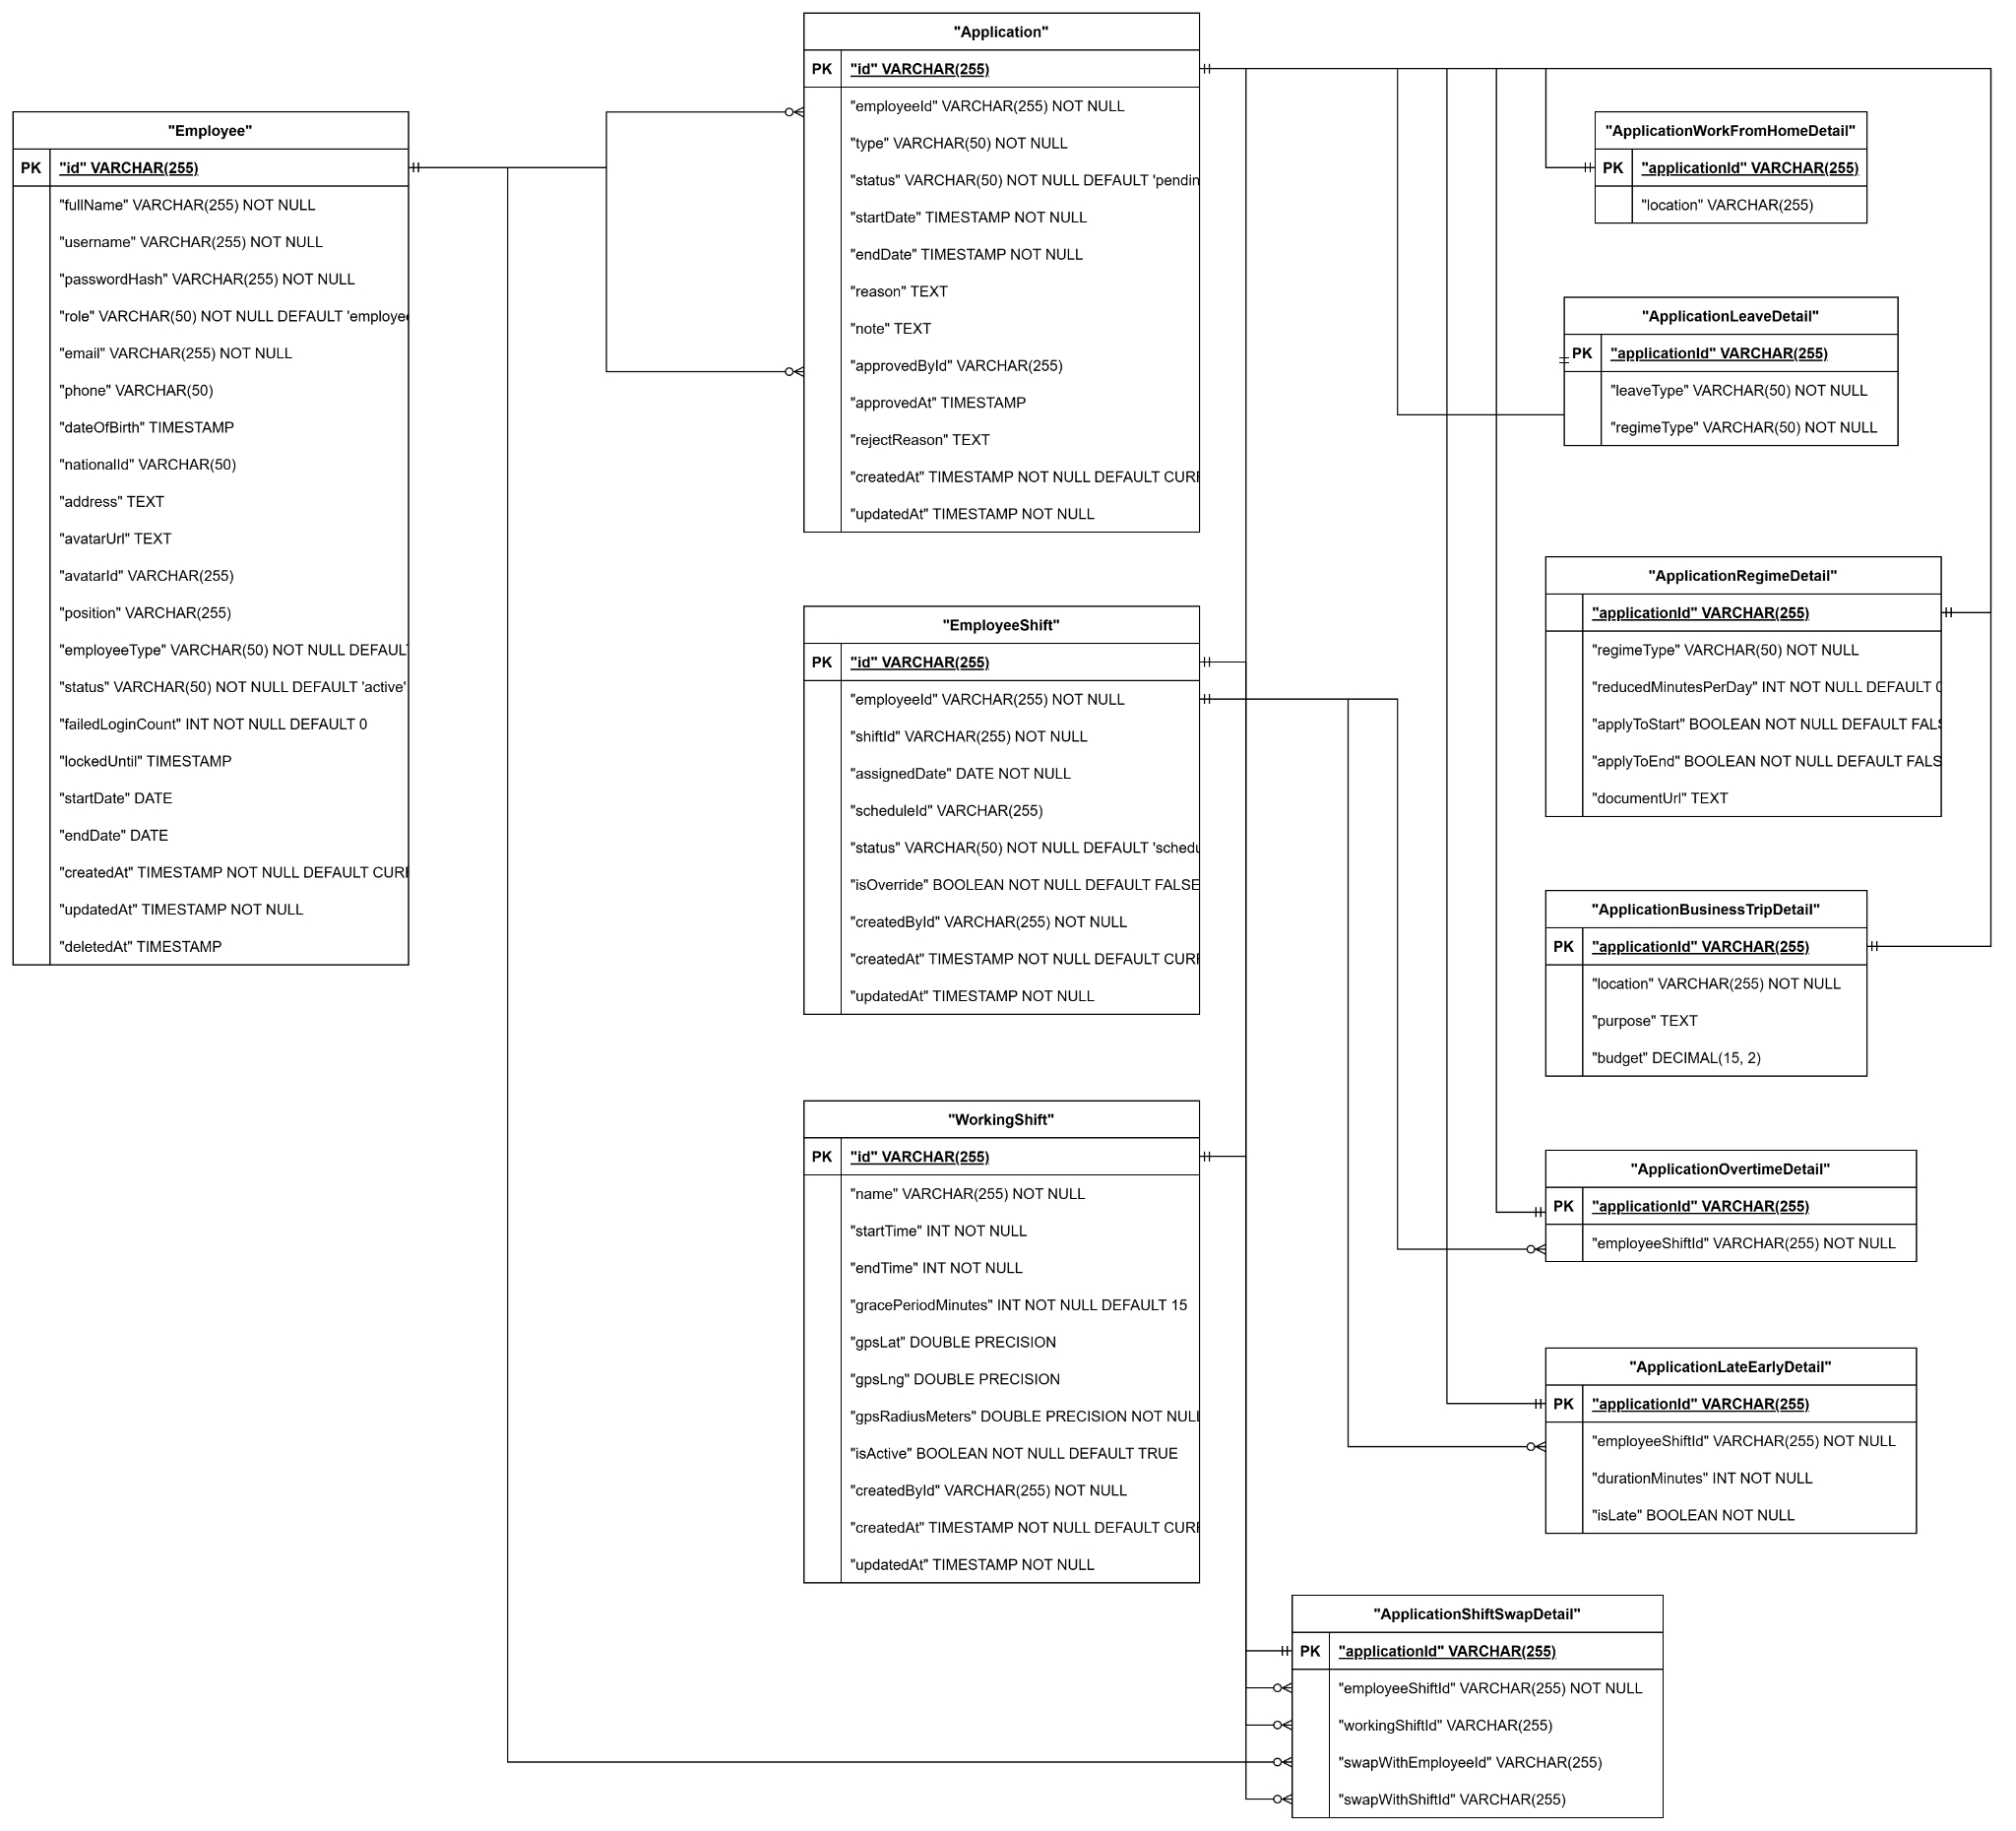 "Employee"
PK "id" VARCHAR(255)
"fullName" VARCHAR(255) NOT NULL
"username" VARCHAR(255) NOT NULL
"passwordHash" VARCHAR(255) NOT NULL
"role" VARCHAR(50) NOT NULL DEFAULT 'employe
"email" VARCHAR(255) NOT NULL
"phone" VARCHAR(50)
"dateOfBirth" TIMESTAMP
"nationalId" VARCHAR(50)
"address" TEXT
"avatarUrl" TEXT
"avatarId" VARCHAR(255)
"position" VARCHAR(255)
"employeeType" VARCHAR(50) NOT NULL DEFAULT
"status" VARCHAR(50) NOT NULL DEFAULT 'active'
"failedLoginCount" INT NOT NULL DEFAULT 0
"lockedUntil" TIMESTAMP
"startDate" DATE
"endDate" DATE
"createdAt" TIMESTAMP NOT NULL DEFAULT CURR
"updatedAt" TIMESTAMP NOT NULL
"deletedAt" TIMESTAMP
"Application"
PK "id" VARCHAR(255)
"employeeId" VARCHAR(255) NOT NULL
"type" VARCHAR(50) NOT NULL
"status" VARCHAR(50) NOT NULL DEFAULT 'pendin
"startDate" TIMESTAMP NOT NULL
"endDate" TIMESTAMP NOT NULL
"reason" TEXT
"note" TEXT
"approvedById" VARCHAR(255)
"approvedAt" TIMESTAMP
"rejectReason" TEXT
"createdAt" TIMESTAMP NOT NULL DEFAULT CURR
"updatedAt" TIMESTAMP NOT NULL
"EmployeeShift"
PK "id" VARCHAR(255)
"employeeId" VARCHAR(255) NOT NULL
"shiftId" VARCHAR(255) NOT NULL
"assignedDate" DATE NOT NULL
"scheduleId" VARCHAR(255)
"status" VARCHAR(50) NOT NULL DEFAULT 'schedu
"isOverride" BOOLEAN NOT NULL DEFAULT FALSE
"createdById" VARCHAR(255) NOT NULL
"createdAt" TIMESTAMP NOT NULL DEFAULT CURR
"updatedAt" TIMESTAMP NOT NULL
"WorkingShift"
PK "id" VARCHAR(255)
"name" VARCHAR(255) NOT NULL
"startTime" INT NOT NULL
"endTime" INT NOT NULL
"gracePeriodMinutes" INT NOT NULL DEFAULT 15
"gpsLat" DOUBLE PRECISION
"gpsLng" DOUBLE PRECISION
"gpsRadiusMeters" DOUBLE PRECISION NOT NULL
"isActive" BOOLEAN NOT NULL DEFAULT TRUE
"createdById" VARCHAR(255) NOT NULL
"createdAt" TIMESTAMP NOT NULL DEFAULT CURR
"updatedAt" TIMESTAMP NOT NULL
"ApplicationWorkFromHomeDetail"
PK "applicationId" VARCHAR(255)
"location" VARCHAR(255)
"ApplicationLeaveDetail"
PK "applicationId" VARCHAR(255)
"leaveType" VARCHAR(50) NOT NULL
"regimeType" VARCHAR(50) NOT NULL
"ApplicationRegimeDetail"
"applicationId" VARCHAR(255)
"regimeType" VARCHAR(50) NOT NULL
"reducedMinutesPerDay" INT NOT NULL DEFAULT 0
"applyToStart" BOOLEAN NOT NULL DEFAULT FALS
"applyToEnd" BOOLEAN NOT NULL DEFAULT FALS
"documentUrl" TEXT
"ApplicationBusinessTripDetail"
PK "applicationId" VARCHAR(255)
"location" VARCHAR(255) NOT NULL
"purpose" TEXT
"budget" DECIMAL(15, 2)
"ApplicationOvertimeDetail"
PK "applicationId" VARCHAR(255)
"employeeShiftId" VARCHAR(255) NOT NULL
"ApplicationLateEarlyDetail"
PK "applicationId" VARCHAR(255)
"employeeShiftId" VARCHAR(255) NOT NULL
"durationMinutes" INT NOT NULL
"isLate" BOOLEAN NOT NULL
"ApplicationShiftSwapDetail"
PK "applicationId" VARCHAR(255)
"employeeShiftId" VARCHAR(255) NOT NULL
"workingShiftId" VARCHAR(255)
"swapWithEmployeeId" VARCHAR(255)
"swapWithShiftId" VARCHAR(255)